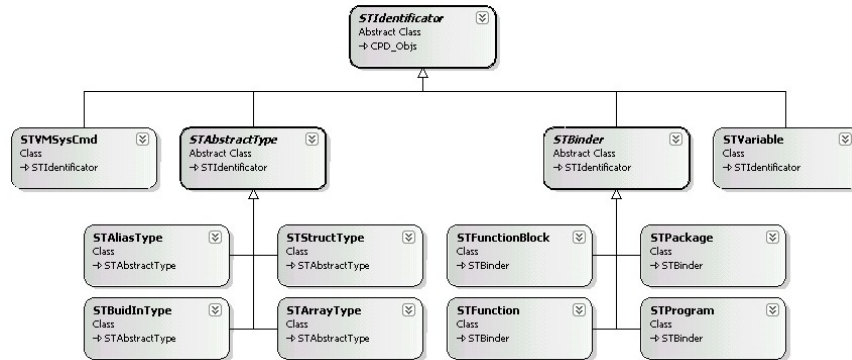 STIdentificator
Abstract Class
→ CPD_Objs
STVMSysCmd
Class
→ STIdentificator
STAbstractType
Abstract Class
→ STIdentificator
STBinder
Abstract Class
→ STIdentificator
STVariable
Class
→ STIdentificator
STAliasType
Class
→ STAbstractType
STStructType
Class
→ STAbstractType
STFunctionBlock
Class
→ STBinder
STPackage
Class
→ STBinder
STBuidInType
Class
→ STAbstractType
STArrayType
Class
→ STAbstractType
STFunction
Class
→ STBinder
STProgram
Class
→ STBinder